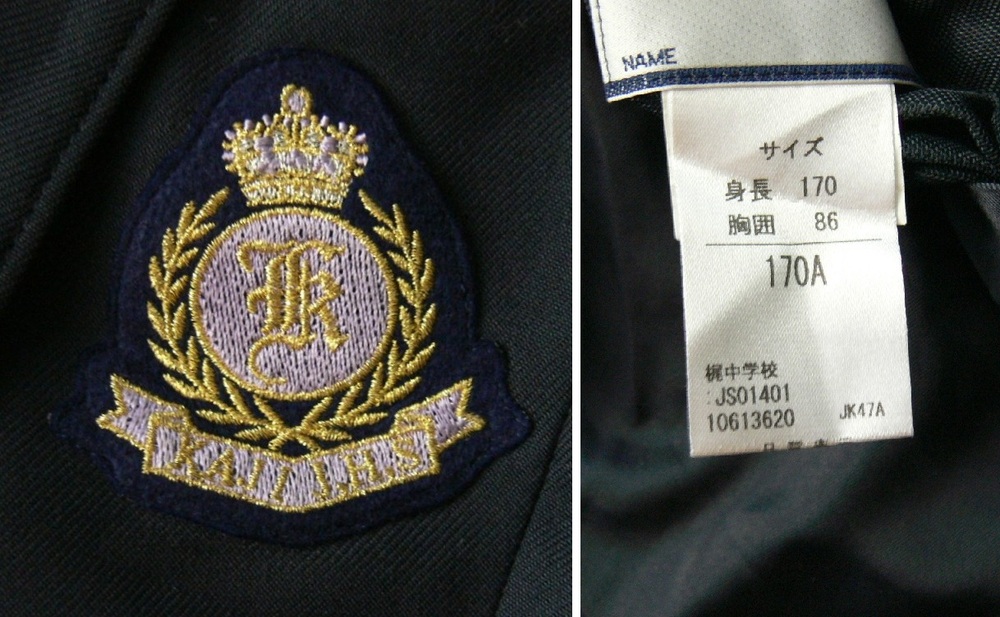 K
KAJI J.H.S
NAME
サイズ
身長 170
胸囲 86
170A
梶中学校
:JS01401
10613620 JK47A